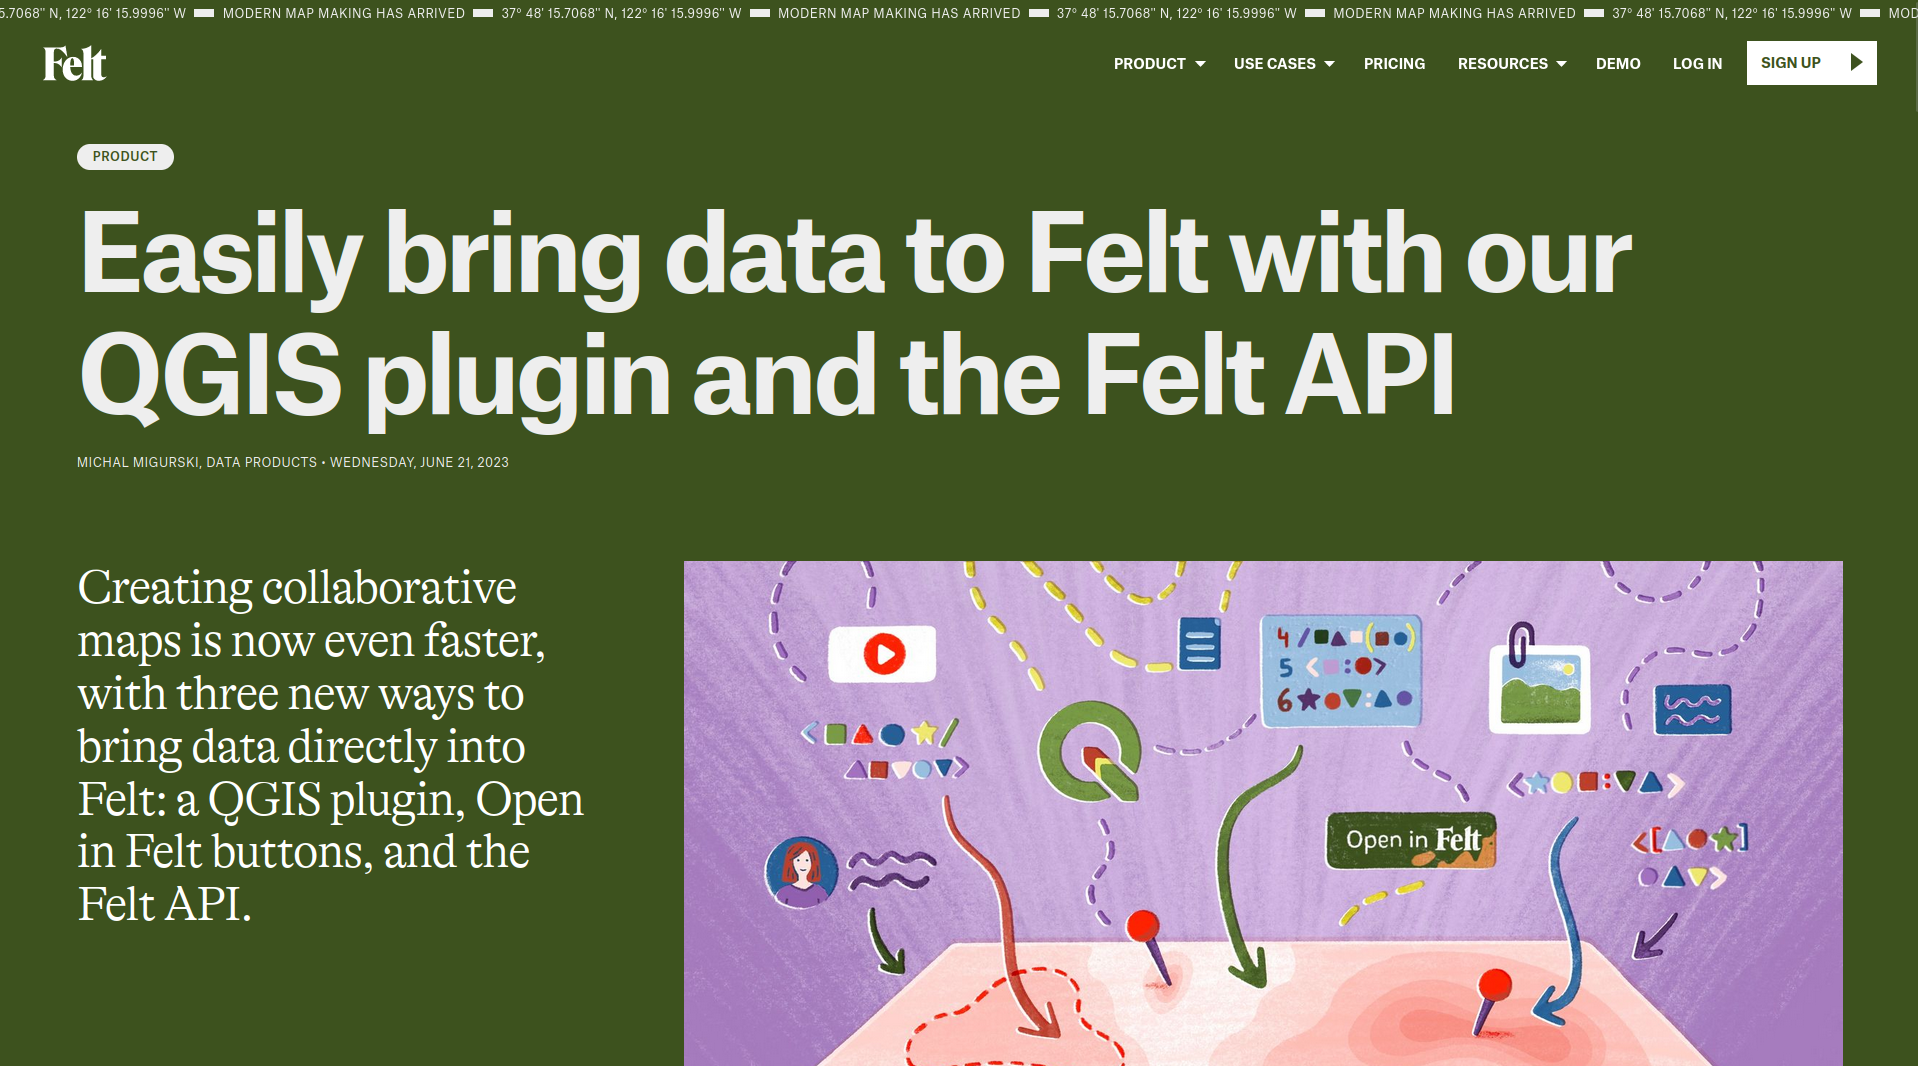 5.7068" N, 122° 16' 15.9996" W MODERN MAP MAKING HAS ARRIVED 37° 48' 15.7068" N, 122° 16' 15.9996" W MODERN MAP MAKING HAS ARRIVED 37° 48' 15.7068" N, 122° 16' 15.9996" W MODERN MAP MAKING HAS ARRIVED 37° 48' 15.7068" N, 122° 16' 15.9996" W MOD
Felt
PRODUCT USE CASES PRICING RESOURCES DEMO LOG IN SIGN UP
PRODUCT
Easily bring data to Felt with our
QGIS plugin and the Felt API
MICHAL MIGURSKI, DATA PRODUCTS • WEDNESDAY, JUNE 21, 2023
Creating collaborative
maps is now even faster,
with three new ways to
bring data directly into
Felt: a QGIS plugin, Open
in Felt buttons, and the
Felt API.
4
5
6
Open in Felt